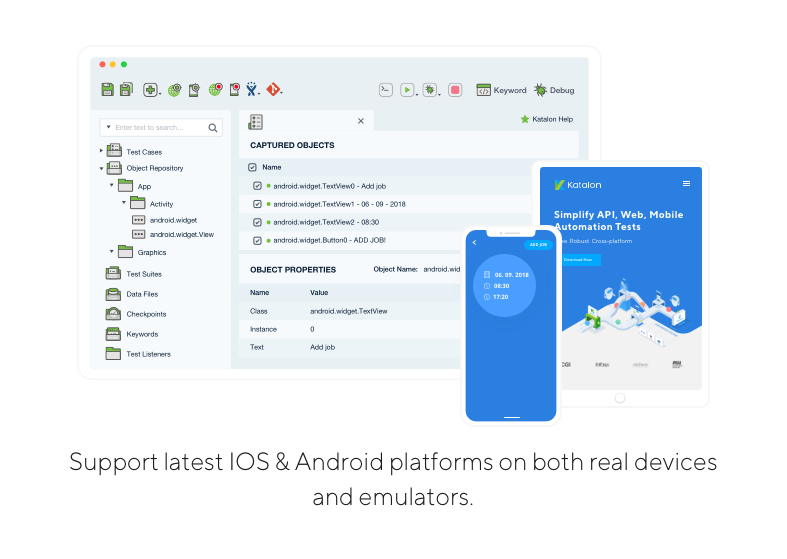 Keyword
Debug
Enter text to search...
Katalon Help
Test Cases
Object Repository
App
Activity
android.widget
android.widget.View
Graphics
Test Suites
Data Files
Checkpoints
Keywords
Test Listeners
CAPTURED OBJECTS
Name
android.widget.TextView0 - Add job
android.widget.TextView1 - 06 - 09 - 2018
android.widget.TextView2 - 08:30
android.widget.Button0 - ADD JOB!
OBJECT PROPERTIES
Object Name: android.wid
Name Value
Class android.widget.TextView
Instance 0
Text Add job
ADD JOB
06. 09. 2018
08:30
17:20
Katalon
Simplify API, Web, Mobile
Automation Tests
Robust Cross-platform
Download Now
CGI
Support latest IOS & Android platforms on both real devices
and emulators.